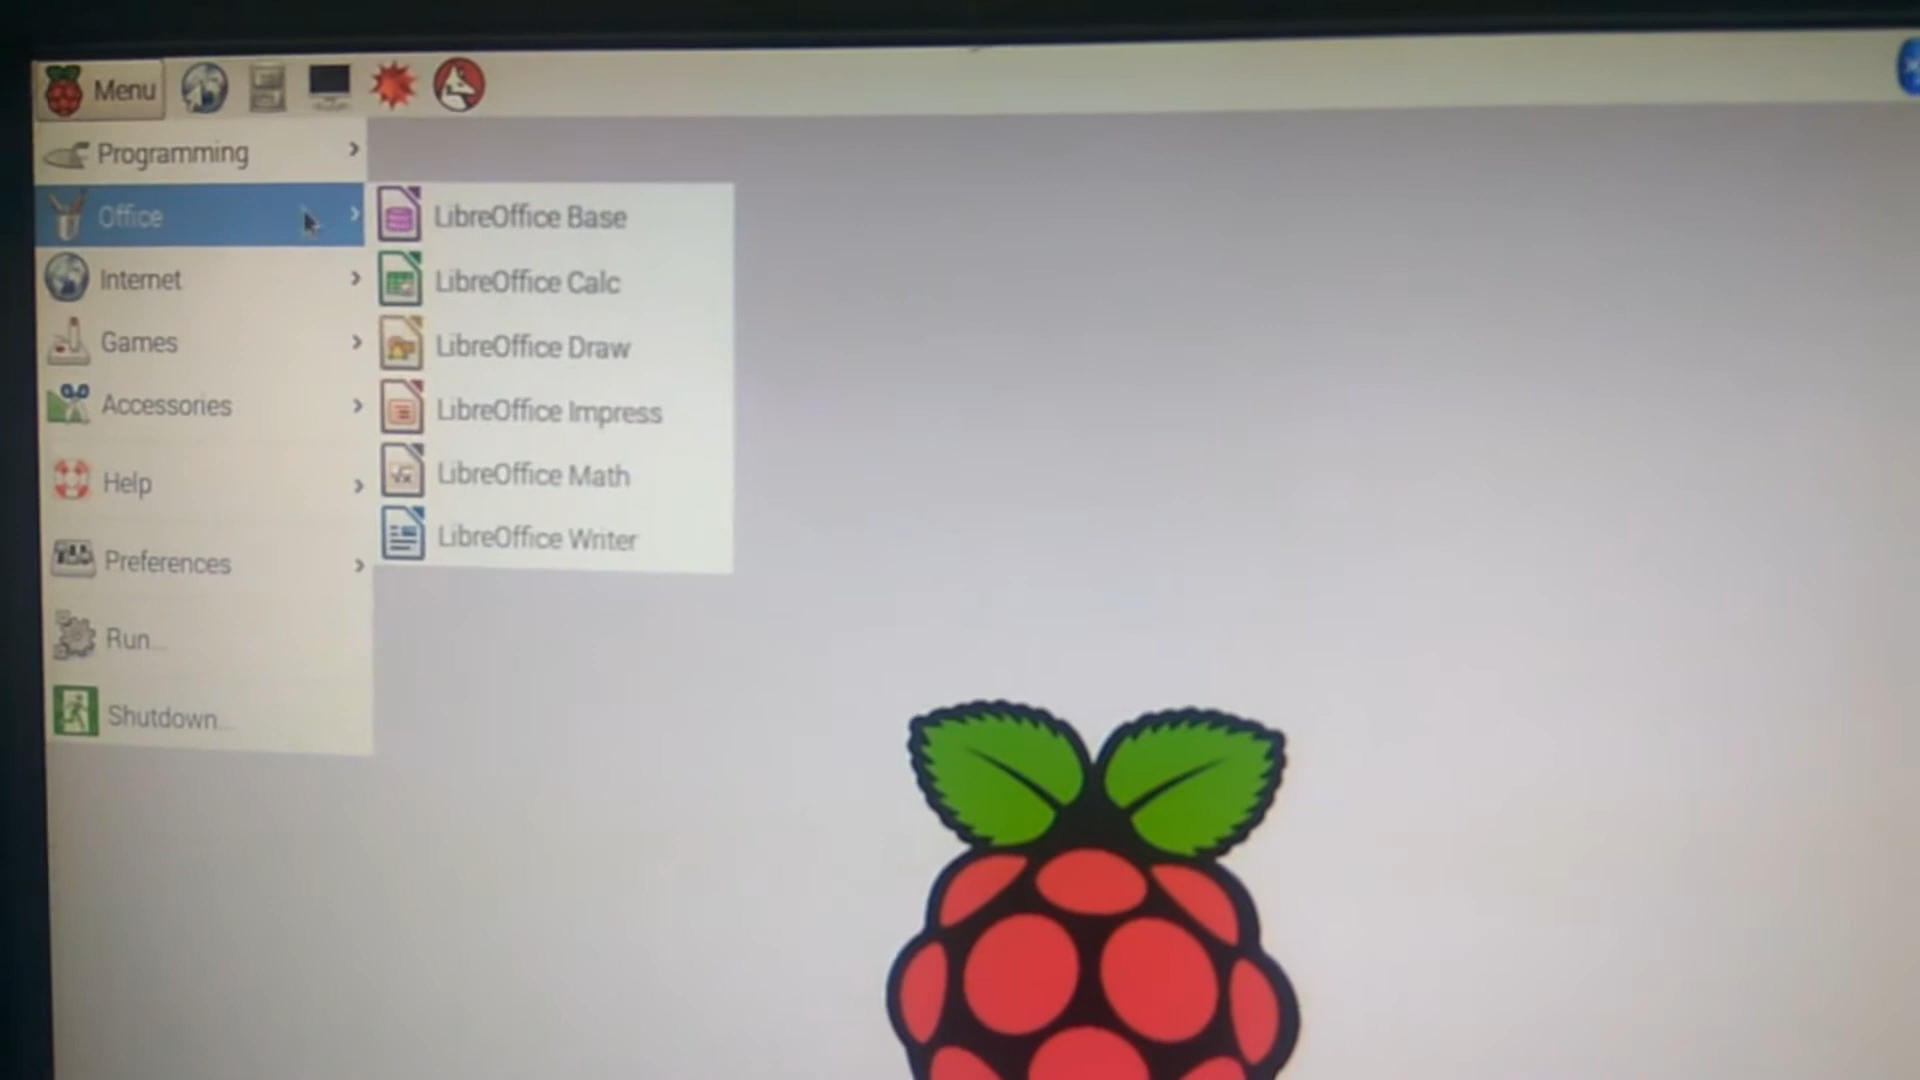 Menu
Programming
Office
Internet
Games
Accessories
Help
Preferences
Run...
Shutdown...
LibreOffice Base
LibreOffice Calc
LibreOffice Draw
LibreOffice Impress
LibreOffice Math
LibreOffice Writer